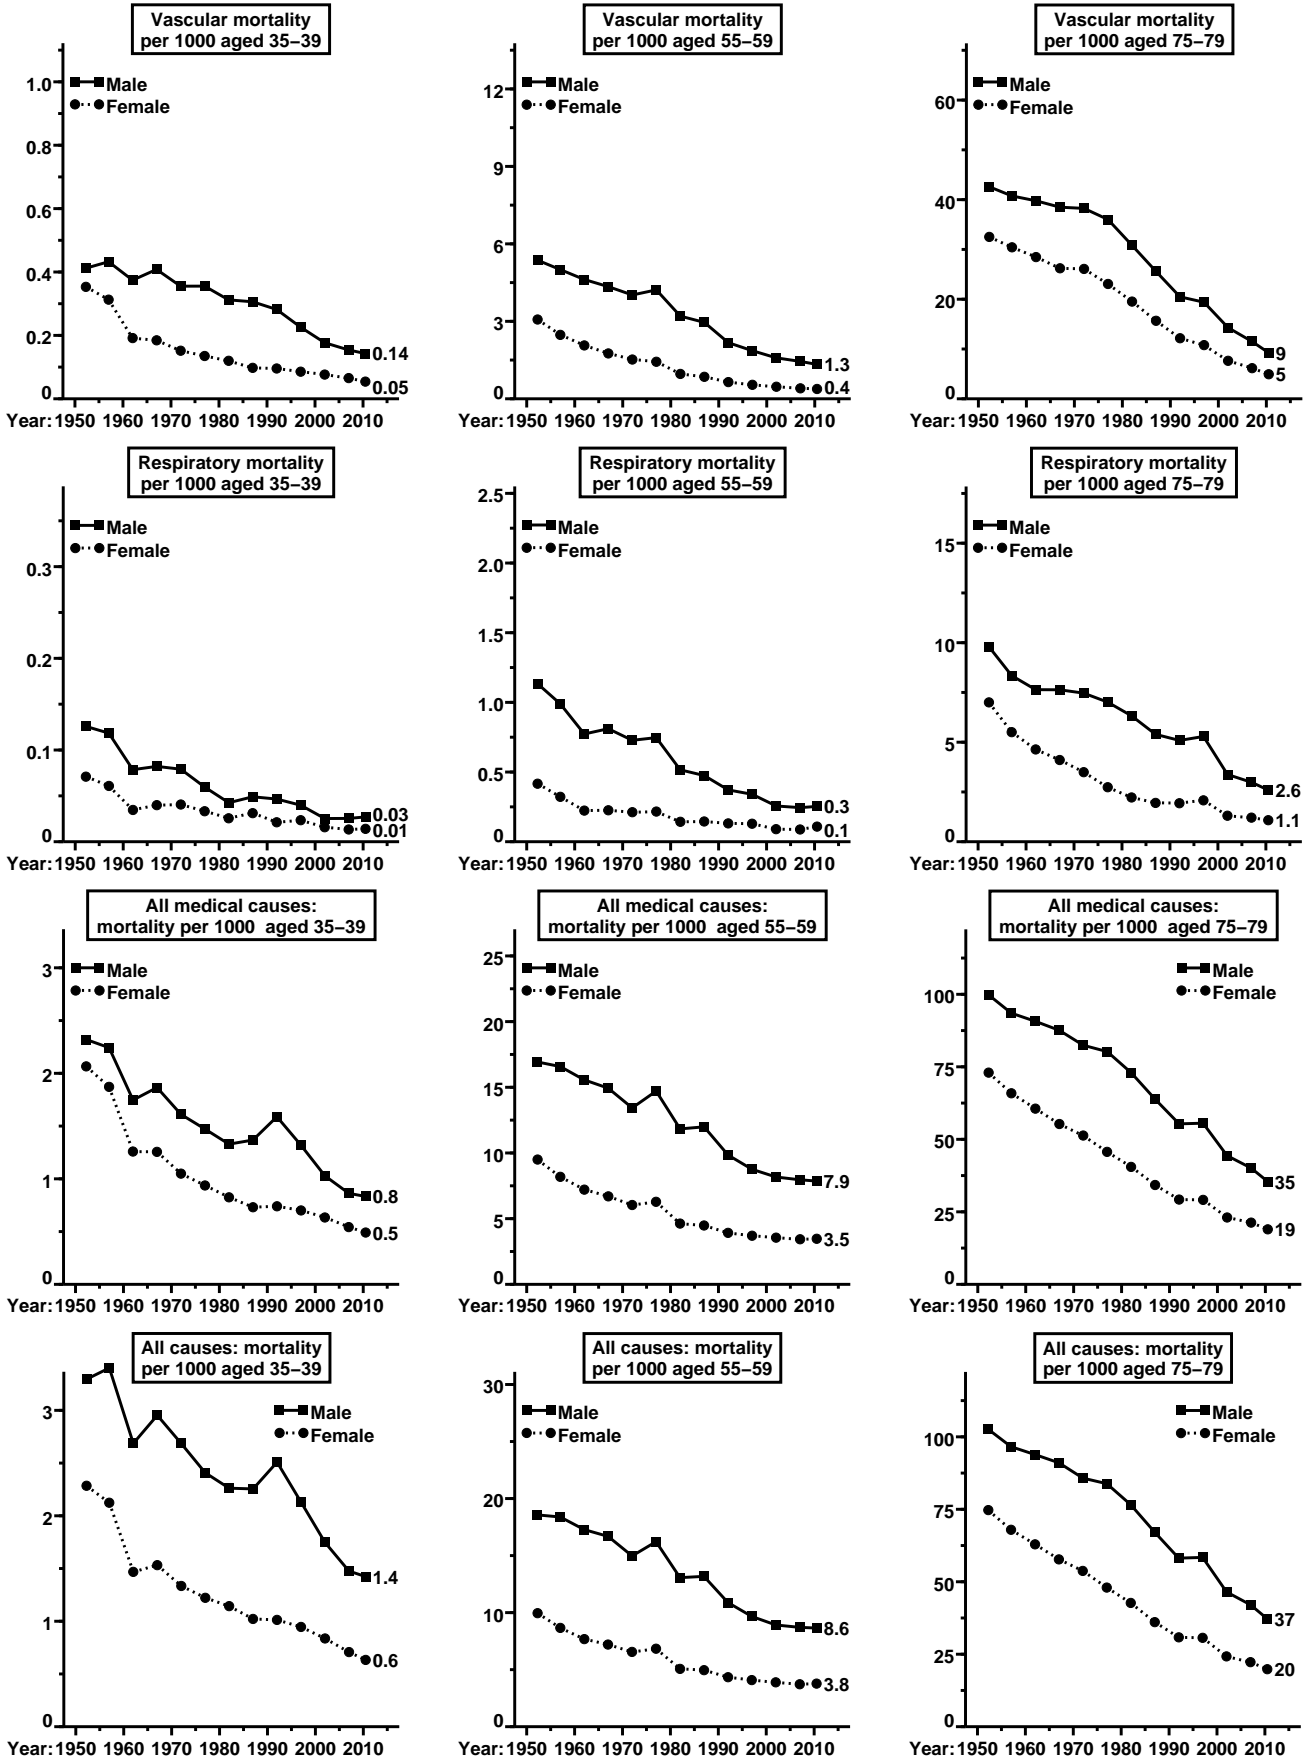 Vascular mortality
per 1000 aged 35–39
1.0
0.8
0.6
0.4
0.2
0
Male
Female
0.14
0.05
Year: 1950 1960 1970 1980 1990 2000 2010
Vascular mortality
per 1000 aged 55–59
12
9
6
3
0
Male
Female
1.3
0.4
Year: 1950 1960 1970 1980 1990 2000 2010
Vascular mortality
per 1000 aged 75–79
60
40
20
0
Male
Female
9
5
Year: 1950 1960 1970 1980 1990 2000 2010
Respiratory mortality
per 1000 aged 35–39
0.3
0.2
0.1
0
Male
Female
0.03
0.01
Year: 1950 1960 1970 1980 1990 2000 2010
Respiratory mortality
per 1000 aged 55–59
2.5
2.0
1.5
1.0
0.5
0
Male
Female
0.3
0.1
Year: 1950 1960 1970 1980 1990 2000 2010
Respiratory mortality
per 1000 aged 75–79
15
10
5
0
Male
Female
2.6
1.1
Year: 1950 1960 1970 1980 1990 2000 2010
All medical causes:
mortality per 1000 aged 35–39
3
2
1
0
Male
Female
0.8
0.5
Year: 1950 1960 1970 1980 1990 2000 2010
All medical causes:
mortality per 1000 aged 55–59
25
20
15
10
5
0
Male
Female
7.9
3.5
Year: 1950 1960 1970 1980 1990 2000 2010
All medical causes:
mortality per 1000 aged 75–79
100
75
50
25
0
Male
Female
35
19
Year: 1950 1960 1970 1980 1990 2000 2010
All causes: mortality
per 1000 aged 35–39
3
2
1
0
Male
Female
1.4
0.6
Year: 1950 1960 1970 1980 1990 2000 2010
All causes: mortality
per 1000 aged 55–59
30
20
10
0
Male
Female
8.6
3.8
Year: 1950 1960 1970 1980 1990 2000 2010
All causes: mortality
per 1000 aged 75–79
100
75
50
25
0
Male
Female
37
20
Year: 1950 1960 1970 1980 1990 2000 2010